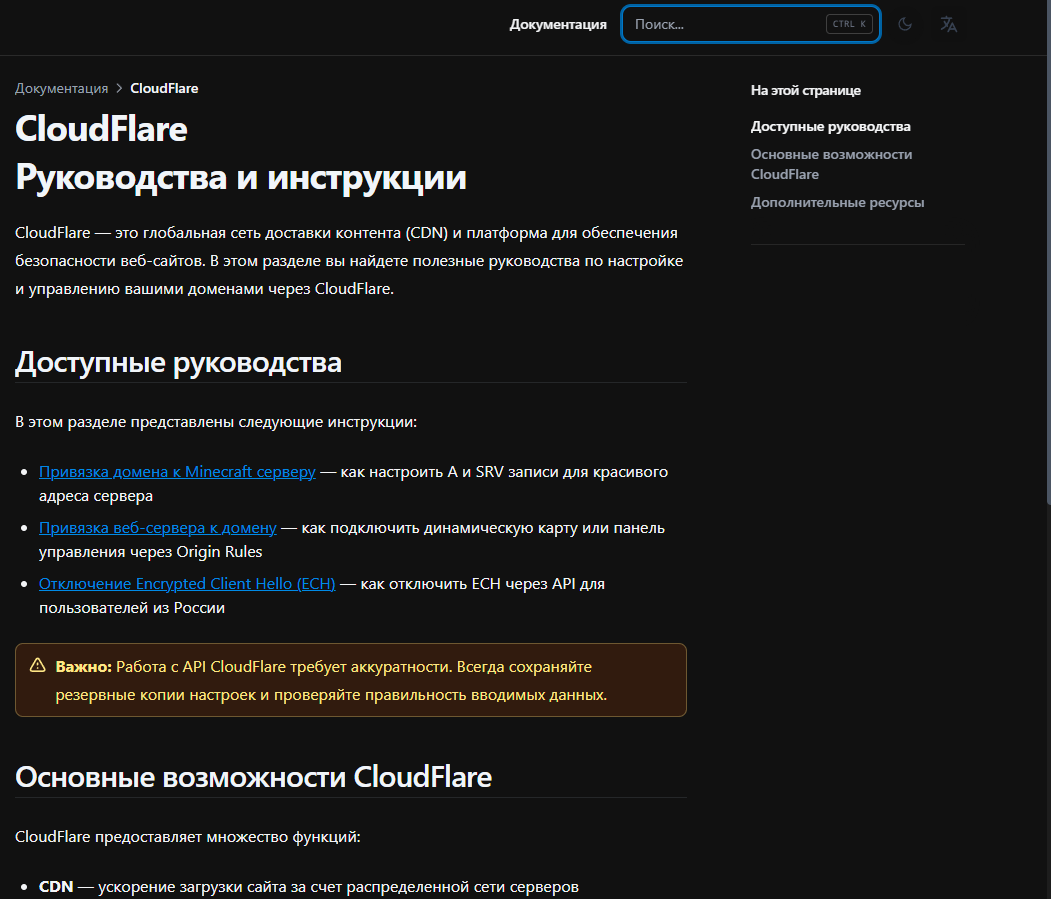 Документация
Поиск...
CTRL K
Документация > CloudFlare
CloudFlare
Руководства и инструкции
CloudFlare — это глобальная сеть доставки контента (CDN) и платформа для обеспечения
безопасности веб-сайтов. В этом разделе вы найдете полезные руководства по настройке
и управлению вашими доменами через CloudFlare.
Доступные руководства
В этом разделе представлены следующие инструкции:
• Привязка домена к Minecraft серверу — как настроить A и SRV записи для красивого
адреса сервера
• Привязка веб-сервера к домену — как подключить динамическую карту или панель
управления через Origin Rules
• Отключение Encrypted Client Hello (ECH) — как отключить ECH через API для
пользователей из России
Важно: Работа с API CloudFlare требует аккуратности. Всегда сохраняйте
резервные копии настроек и проверяйте правильность вводимых данных.
Основные возможности CloudFlare
CloudFlare предоставляет множество функций:
• CDN — ускорение загрузки сайта за счет распределенной сети серверов
На этой странице
Доступные руководства
Основные возможности
CloudFlare
Дополнительные ресурсы